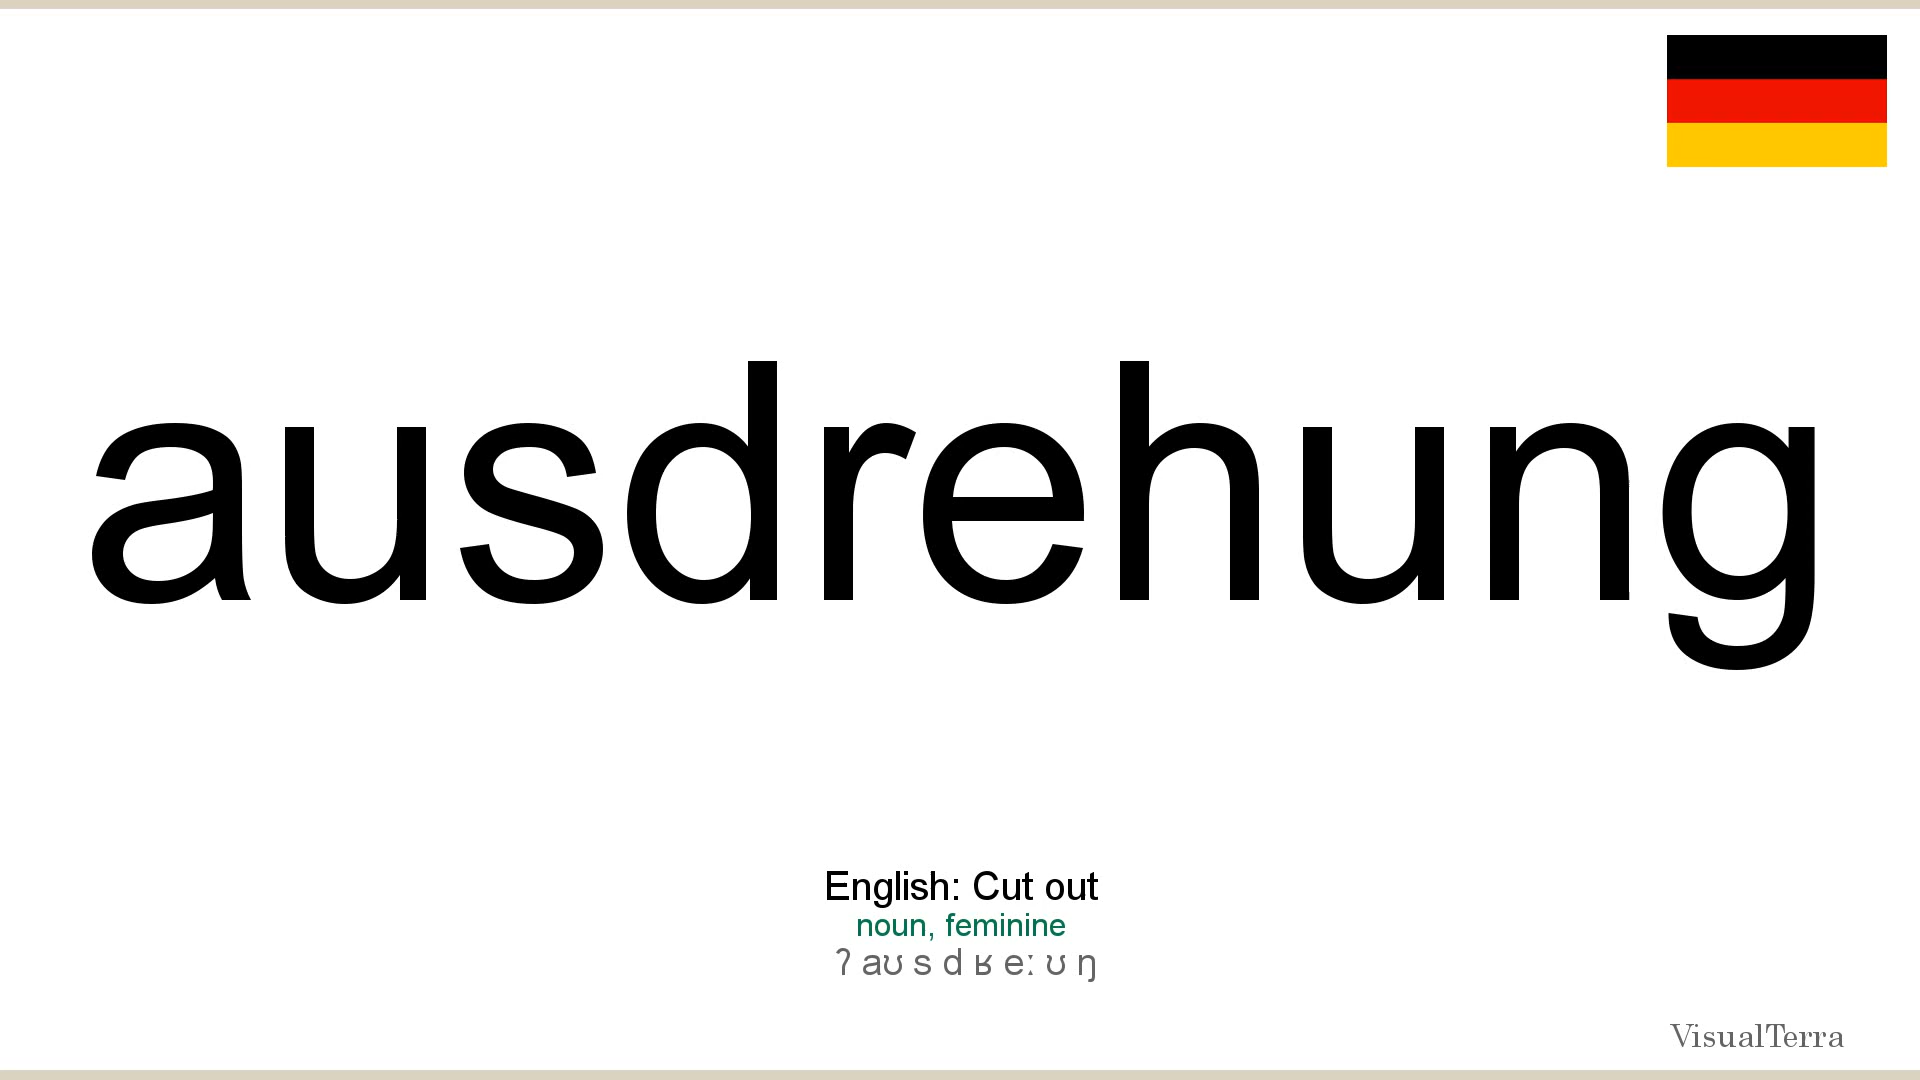 ausdrehung
English: Cut out
noun, feminine
ʔ aʊ s d ʁ eː ʊ ŋ
VisualTerra